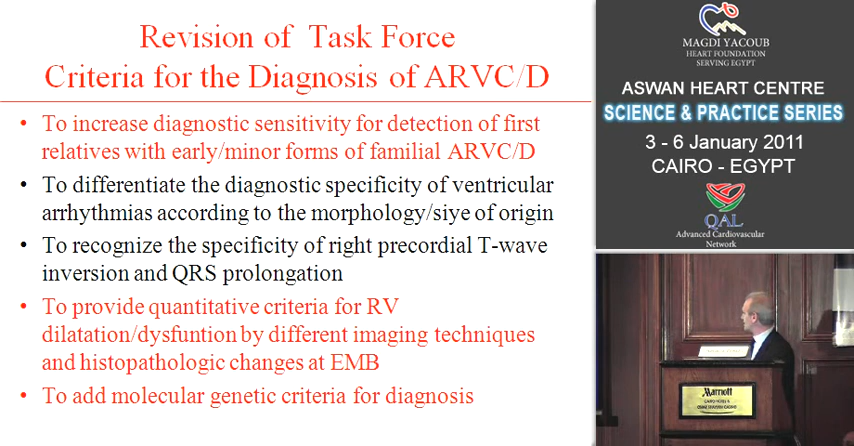 Revision of Task Force
Criteria for the Diagnosis of ARVC/D
• To increase diagnostic sensitivity for detection of first
relatives with early/minor forms of familial ARVC/D
• To differentiate the diagnostic specificity of ventricular
arrhythmias according to the morphology/siye of origin
• To recognize the specificity of right precordial T-wave
inversion and QRS prolongation
• To provide quantitative criteria for RV
dilatation/dysfuntion by different imaging techniques
and histopathologic changes at EMB
• To add molecular genetic criteria for diagnosis
MAGDI YACOUB
HEART FOUNDATION
SERVING EGYPT
ASWAN HEART CENTRE
SCIENCE & PRACTICE SERIES
3 - 6 January 2011
CAIRO - EGYPT
QAL
Advanced Cardiovascular
Network
Marriott